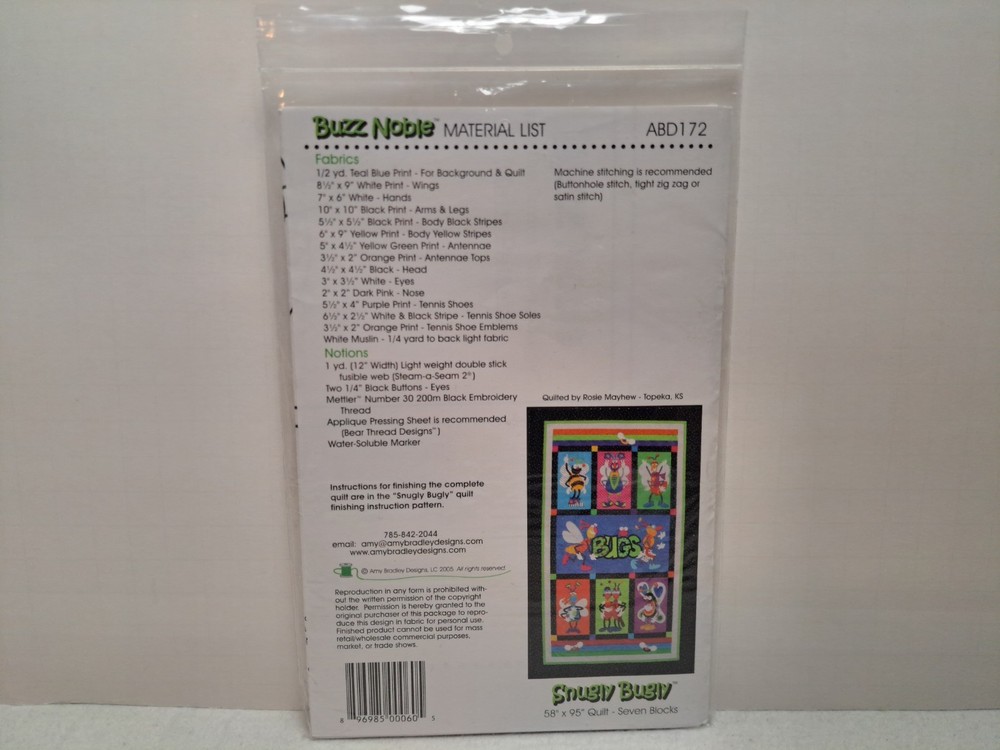 Buzz Noble™ MATERIAL LIST ABD172
Fabrics
1/2 yd. Teal Blue Print - For Background & Quilt
8½" x 9" White Print - Wings
7" x 6" White - Hands
10" x 10" Black Print - Arms & Legs
5½" x 5½" Black Print - Body Black Stripes
6" x 9" Yellow Print - Body Yellow Stripes
5" x 4½" Yellow Green Print - Antennae
3½" x 2" Orange Print - Antennae Tops
4½" x 4½" Black - Head
3" x 3½" White - Eyes
2" x 2" Dark Pink - Nose
5½" x 4" Purple Print - Tennis Shoes
6½" x 2½" White & Black Stripe - Tennis Shoe Soles
3½" x 2" Orange Print - Tennis Shoe Emblems
White Muslin - 1/4 yard to back light fabric
Notions
1 yd. (12" Width) Light weight double stick
fusible web (Steam-a-Seam 2®)
Two 1/4" Black Buttons - Eyes
Mettler™ Number 30 200m Black Embroidery
Thread
Applique Pressing Sheet is recommended
(Bear Thread Designs™)
Water-Soluble Marker
Machine stitching is recommended
(Buttonhole stitch, tight zig zag or
satin stitch)
Instructions for finishing the complete
quilt are in the "Snugly Bugly" quilt
finishing instruction pattern.
785-842-2044
email: amy@amybradleydesigns.com
www.amybradleydesigns.com
© Amy Bradley Designs, LC 2005. All rights reserved
Reproduction in any form is prohibited with-
out the written permission of the copyright
holder. Permission is hereby granted to the
original purchaser of this package to repro-
duce this design in fabric for personal use.
Finished product cannot be used for mass
retail/wholesale commercial purposes,
market, or trade shows.
8 96985 00060 5
Quilted by Rosie Mayhew - Topeka, KS
BUGS
Snugly Bugly™
58" x 95" Quilt - Seven Blocks